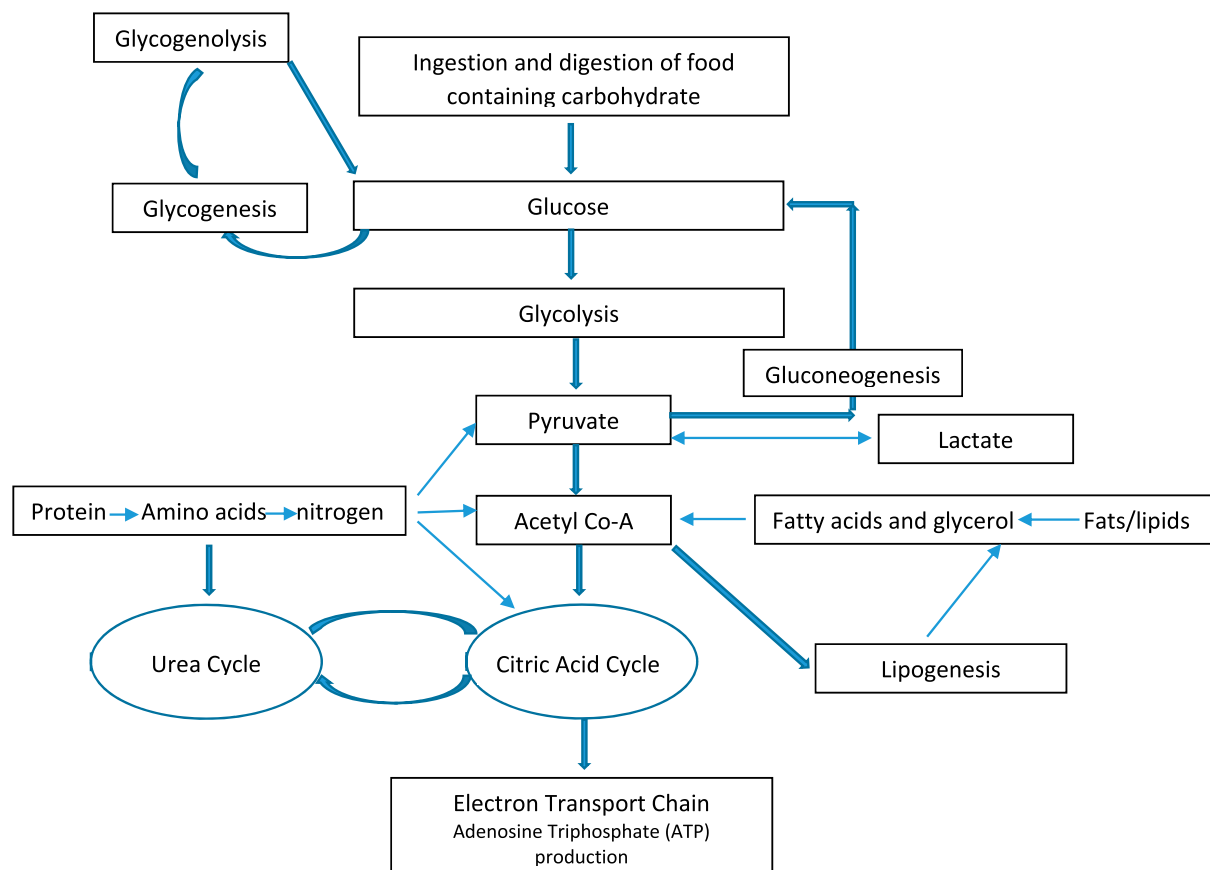 Glycogenolysis
Ingestion and digestion of food
containing carbohydrate
Glycogenesis
Glucose
Glycolysis
Gluconeogenesis
Pyruvate
Lactate
Protein Amino acids nitrogen
Acetyl Co-A
Fatty acids and glycerol Fats/lipids
Urea Cycle
Citric Acid Cycle
Lipogenesis
Electron Transport Chain
Adenosine Triphosphate (ATP)
production